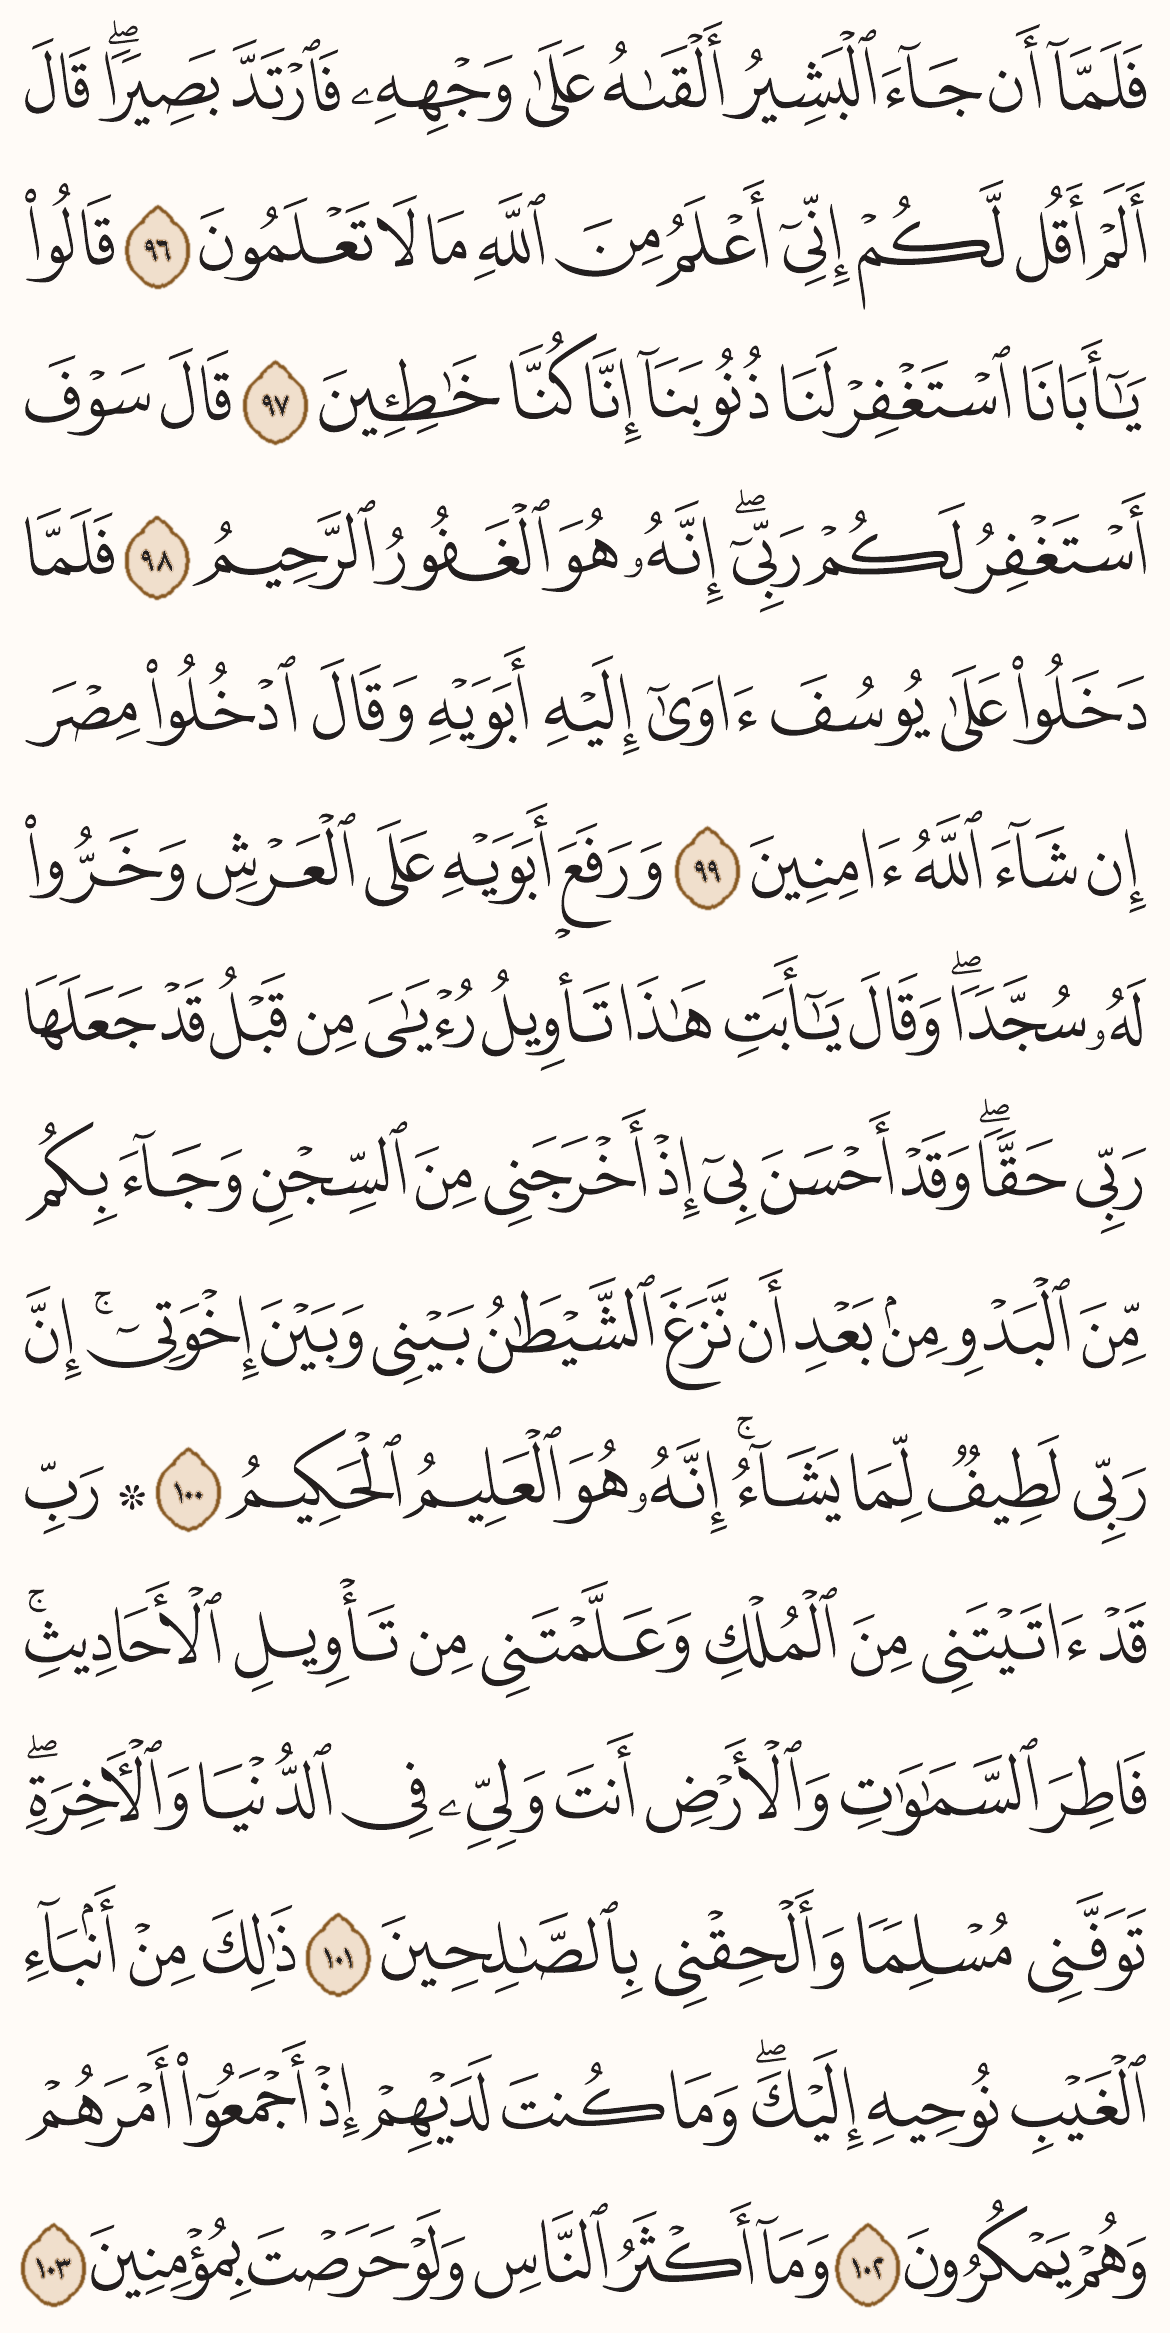 فَلَمَّآ أَن جَآءَ ٱلْبَشِيرُ أَلْقَىٰهُ عَلَىٰ وَجْهِهِۦ فَٱرْتَدَّ بَصِيرًاۖ قَالَ
أَلَمْ أَقُل لَّكُمْ إِنِّىٓ أَعْلَمُ مِنَ ٱللَّهِ مَا لَا تَعْلَمُونَ ٩٦ قَالُوا۟
يَـٰٓأَبَانَا ٱسْتَغْفِرْ لَنَا ذُنُوبَنَآ إِنَّا كُنَّا خَـٰطِـِٔينَ ٩٧ قَالَ سَوْفَ
أَسْتَغْفِرُ لَكُمْ رَبِّىٓۖ إِنَّهُۥ هُوَ ٱلْغَفُورُ ٱلرَّحِيمُ ٩٨ فَلَمَّا
دَخَلُوا۟ عَلَىٰ يُوسُفَ ءَاوَىٰٓ إِلَيْهِ أَبَوَيْهِ وَقَالَ ٱدْخُلُوا۟ مِصْرَ
إِن شَآءَ ٱللَّهُ ءَامِنِينَ ٩٩ وَرَفَعَ أَبَوَيْهِ عَلَى ٱلْعَرْشِ وَخَرُّوا۟
لَهُۥ سُجَّدًاۖ وَقَالَ يَـٰٓأَبَتِ هَـٰذَا تَأْوِيلُ رُءْيَـٰىَ مِن قَبْلُ قَدْ جَعَلَهَا
رَبِّى حَقًّاۖ وَقَدْ أَحْسَنَ بِىٓ إِذْ أَخْرَجَنِى مِنَ ٱلسِّجْنِ وَجَآءَ بِكُم
مِّنَ ٱلْبَدْوِ مِنۢ بَعْدِ أَن نَّزَغَ ٱلشَّيْطَـٰنُ بَيْنِى وَبَيْنَ إِخْوَتِىٓۚ إِنَّ
رَبِّى لَطِيفٌ لِّمَا يَشَآءُۚ إِنَّهُۥ هُوَ ٱلْعَلِيمُ ٱلْحَكِيمُ ١٠٠ ۞ رَبِّ
قَدْ ءَاتَيْتَنِى مِنَ ٱلْمُلْكِ وَعَلَّمْتَنِى مِن تَأْوِيلِ ٱلْأَحَادِيثِۚ
فَاطِرَ ٱلسَّمَـٰوَٰتِ وَٱلْأَرْضِ أَنتَ وَلِىِّۦ فِى ٱلدُّنْيَا وَٱلْـَٔاخِرَةِۖ
تَوَفَّنِى مُسْلِمًا وَأَلْحِقْنِى بِٱلصَّـٰلِحِينَ ١٠١ ذَٰلِكَ مِنْ أَنۢبَآءِ
ٱلْغَيْبِ نُوحِيهِ إِلَيْكَۖ وَمَا كُنتَ لَدَيْهِمْ إِذْ أَجْمَعُوٓا۟ أَمْرَهُمْ
وَهُمْ يَمْكُرُونَ ١٠٢ وَمَآ أَكْثَرُ ٱلنَّاسِ وَلَوْ حَرَصْتَ بِمُؤْمِنِينَ ١٠٣